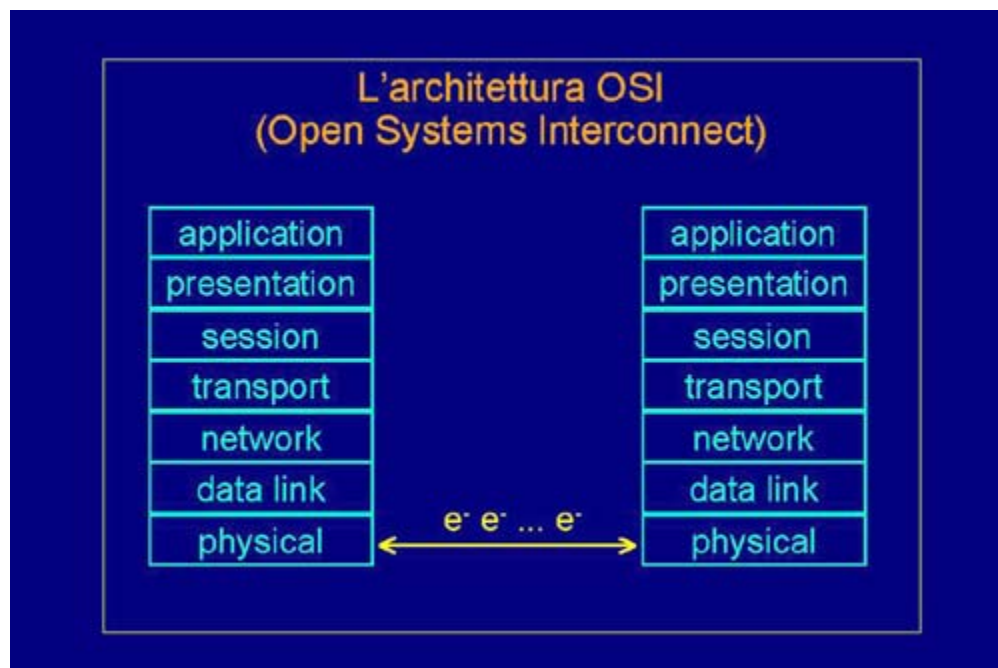 L'architettura OSI
(Open Systems Interconnect)
application
presentation
session
transport
network
data link
physical
e- e- ... e-
application
presentation
session
transport
network
data link
physical